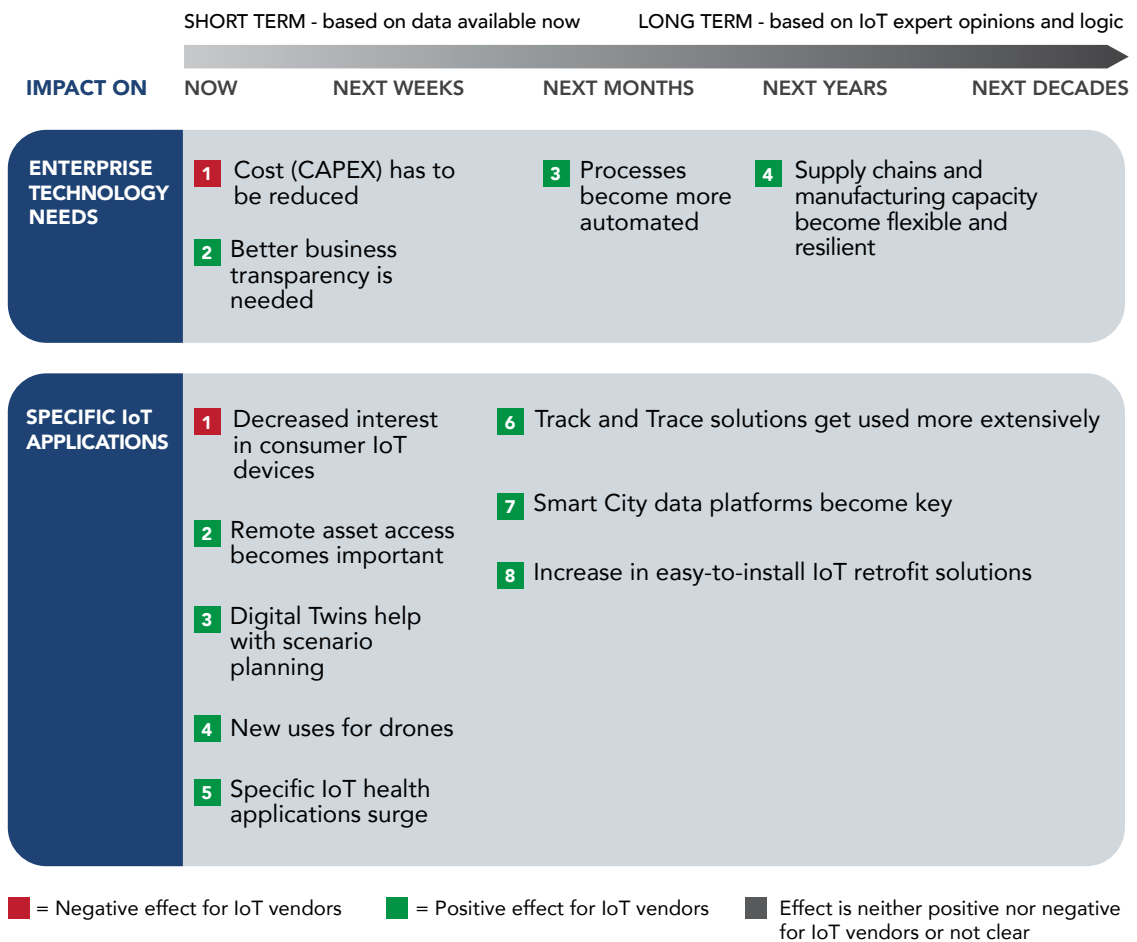 SHORT TERM - based on data available now
LONG TERM - based on IoT expert opinions and logic
IMPACT ON
NOW
NEXT WEEKS
NEXT MONTHS
NEXT YEARS
NEXT DECADES
ENTERPRISE
TECHNOLOGY
NEEDS
1 Cost (CAPEX) has to
be reduced
2 Better business
transparency is
needed
3 Processes
become more
automated
4 Supply chains and
manufacturing capacity
become flexible and
resilient
SPECIFIC IoT
APPLICATIONS
1 Decreased interest
in consumer IoT
devices
2 Remote asset access
becomes important
3 Digital Twins help
with scenario
planning
4 New uses for drones
5 Specific IoT health
applications surge
6 Track and Trace solutions get used more extensively
7 Smart City data platforms become key
8 Increase in easy-to-install IoT retrofit solutions
= Negative effect for IoT vendors
= Positive effect for IoT vendors
Effect is neither positive nor negative
for IoT vendors or not clear